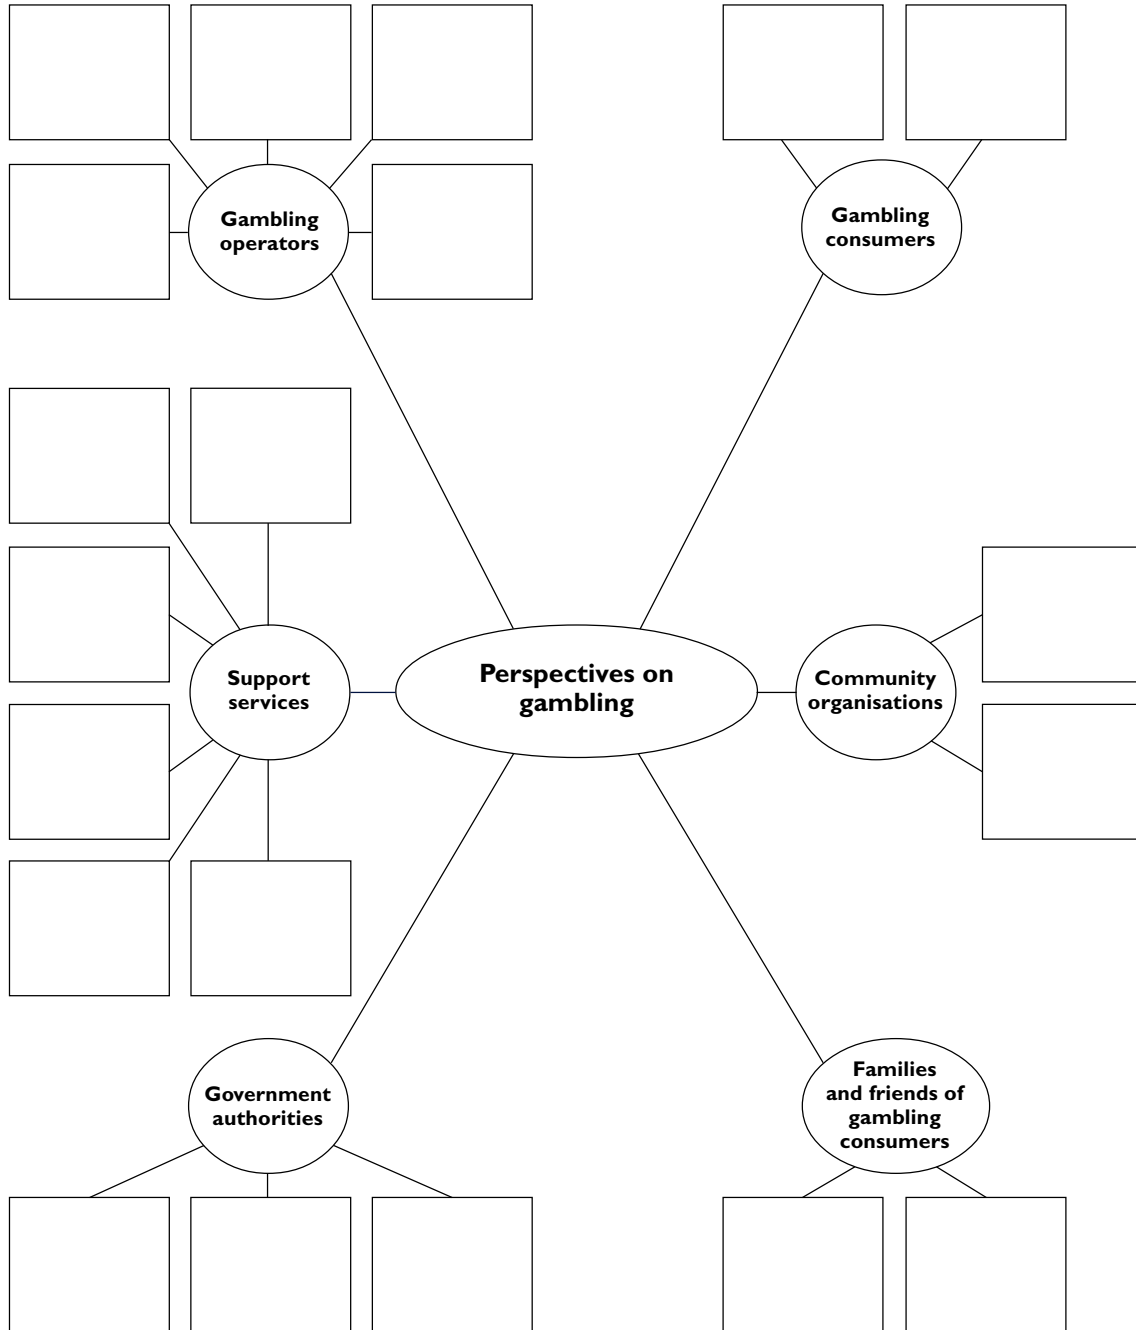 Gambling
operators
Gambling
consumers
Perspectives on
gambling
Support
services
Community
organisations
Government
authorities
Families
and friends of
gambling
consumers